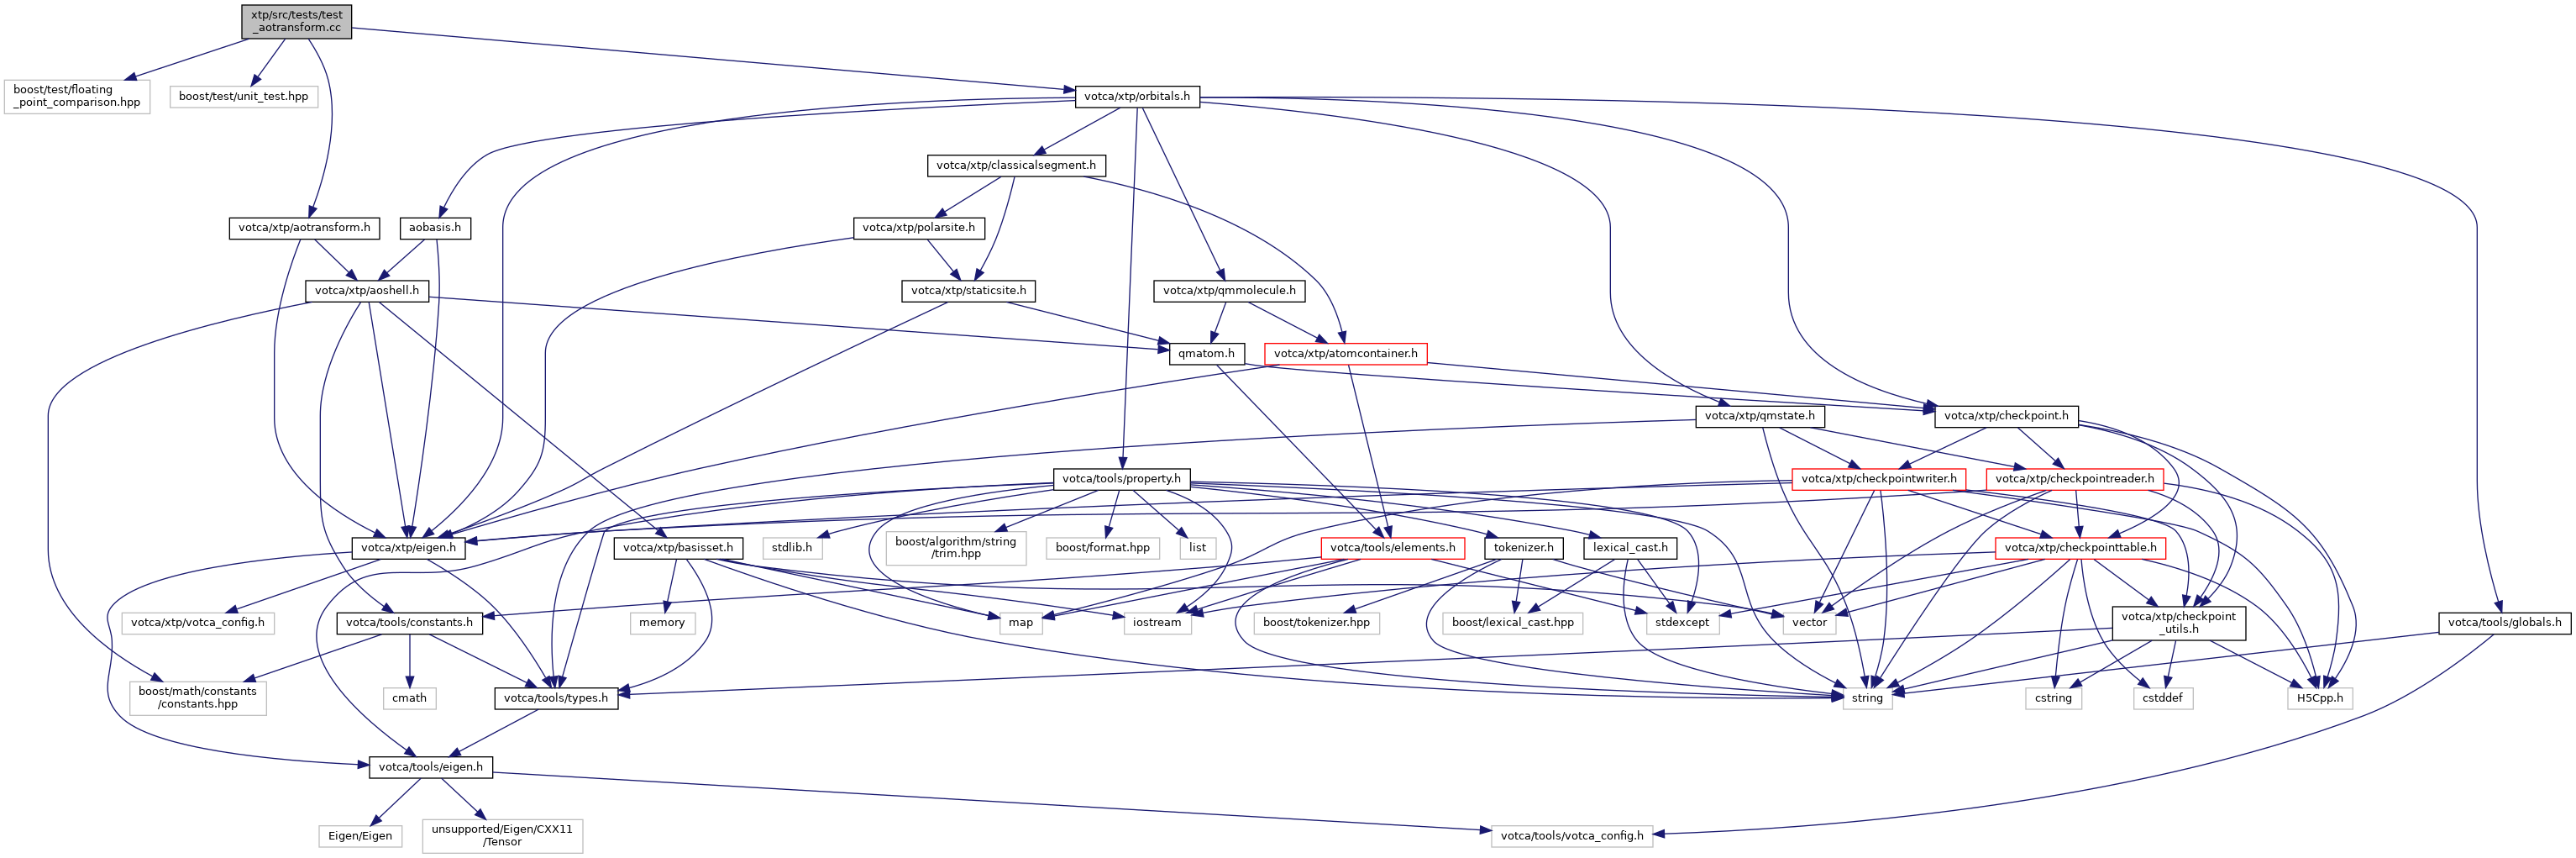 xtp/src/tests/test
_aotransform.cc
boost/test/floating
_point_comparison.hpp
boost/test/unit_test.hpp
votca/xtp/orbitals.h
votca/xtp/classicalsegment.h
votca/xtp/aotransform.h
aobasis.h
votca/xtp/polarsite.h
votca/xtp/aoshell.h
votca/xtp/staticsite.h
votca/xtp/qmmolecule.h
qmatom.h
votca/xtp/atomcontainer.h
votca/xtp/qmstate.h
votca/xtp/checkpoint.h
votca/tools/property.h
votca/xtp/checkpointwriter.h
votca/xtp/checkpointreader.h
votca/xtp/eigen.h
votca/xtp/basisset.h
stdlib.h
boost/algorithm/string
/trim.hpp
boost/format.hpp
list
votca/tools/elements.h
tokenizer.h
lexical_cast.h
votca/xtp/checkpointtable.h
votca/xtp/votca_config.h
votca/tools/constants.h
memory
map
iostream
boost/tokenizer.hpp
boost/lexical_cast.hpp
stdexcept
vector
votca/xtp/checkpoint
_utils.h
votca/tools/globals.h
boost/math/constants
/constants.hpp
cmath
votca/tools/types.h
string
cstring
cstddef
H5Cpp.h
votca/tools/eigen.h
Eigen/Eigen
unsupported/Eigen/CXX11
/Tensor
votca/tools/votca_config.h